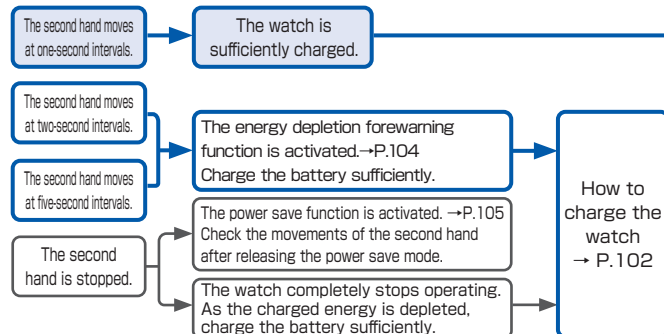 The second hand moves
at one-second intervals.
The watch is
sufficiently charged.
The second hand moves
at two-second intervals.
The second hand moves
at five-second intervals.
The energy depletion forewarning
function is activated.→P.104
Charge the battery sufficiently.
The second
hand is stopped.
The power save function is activated. →P.105
Check the movements of the second hand
after releasing the power save mode.
The watch completely stops operating.
As the charged energy is depleted,
charge the battery sufficiently.
How to
charge the
watch
→ P.102